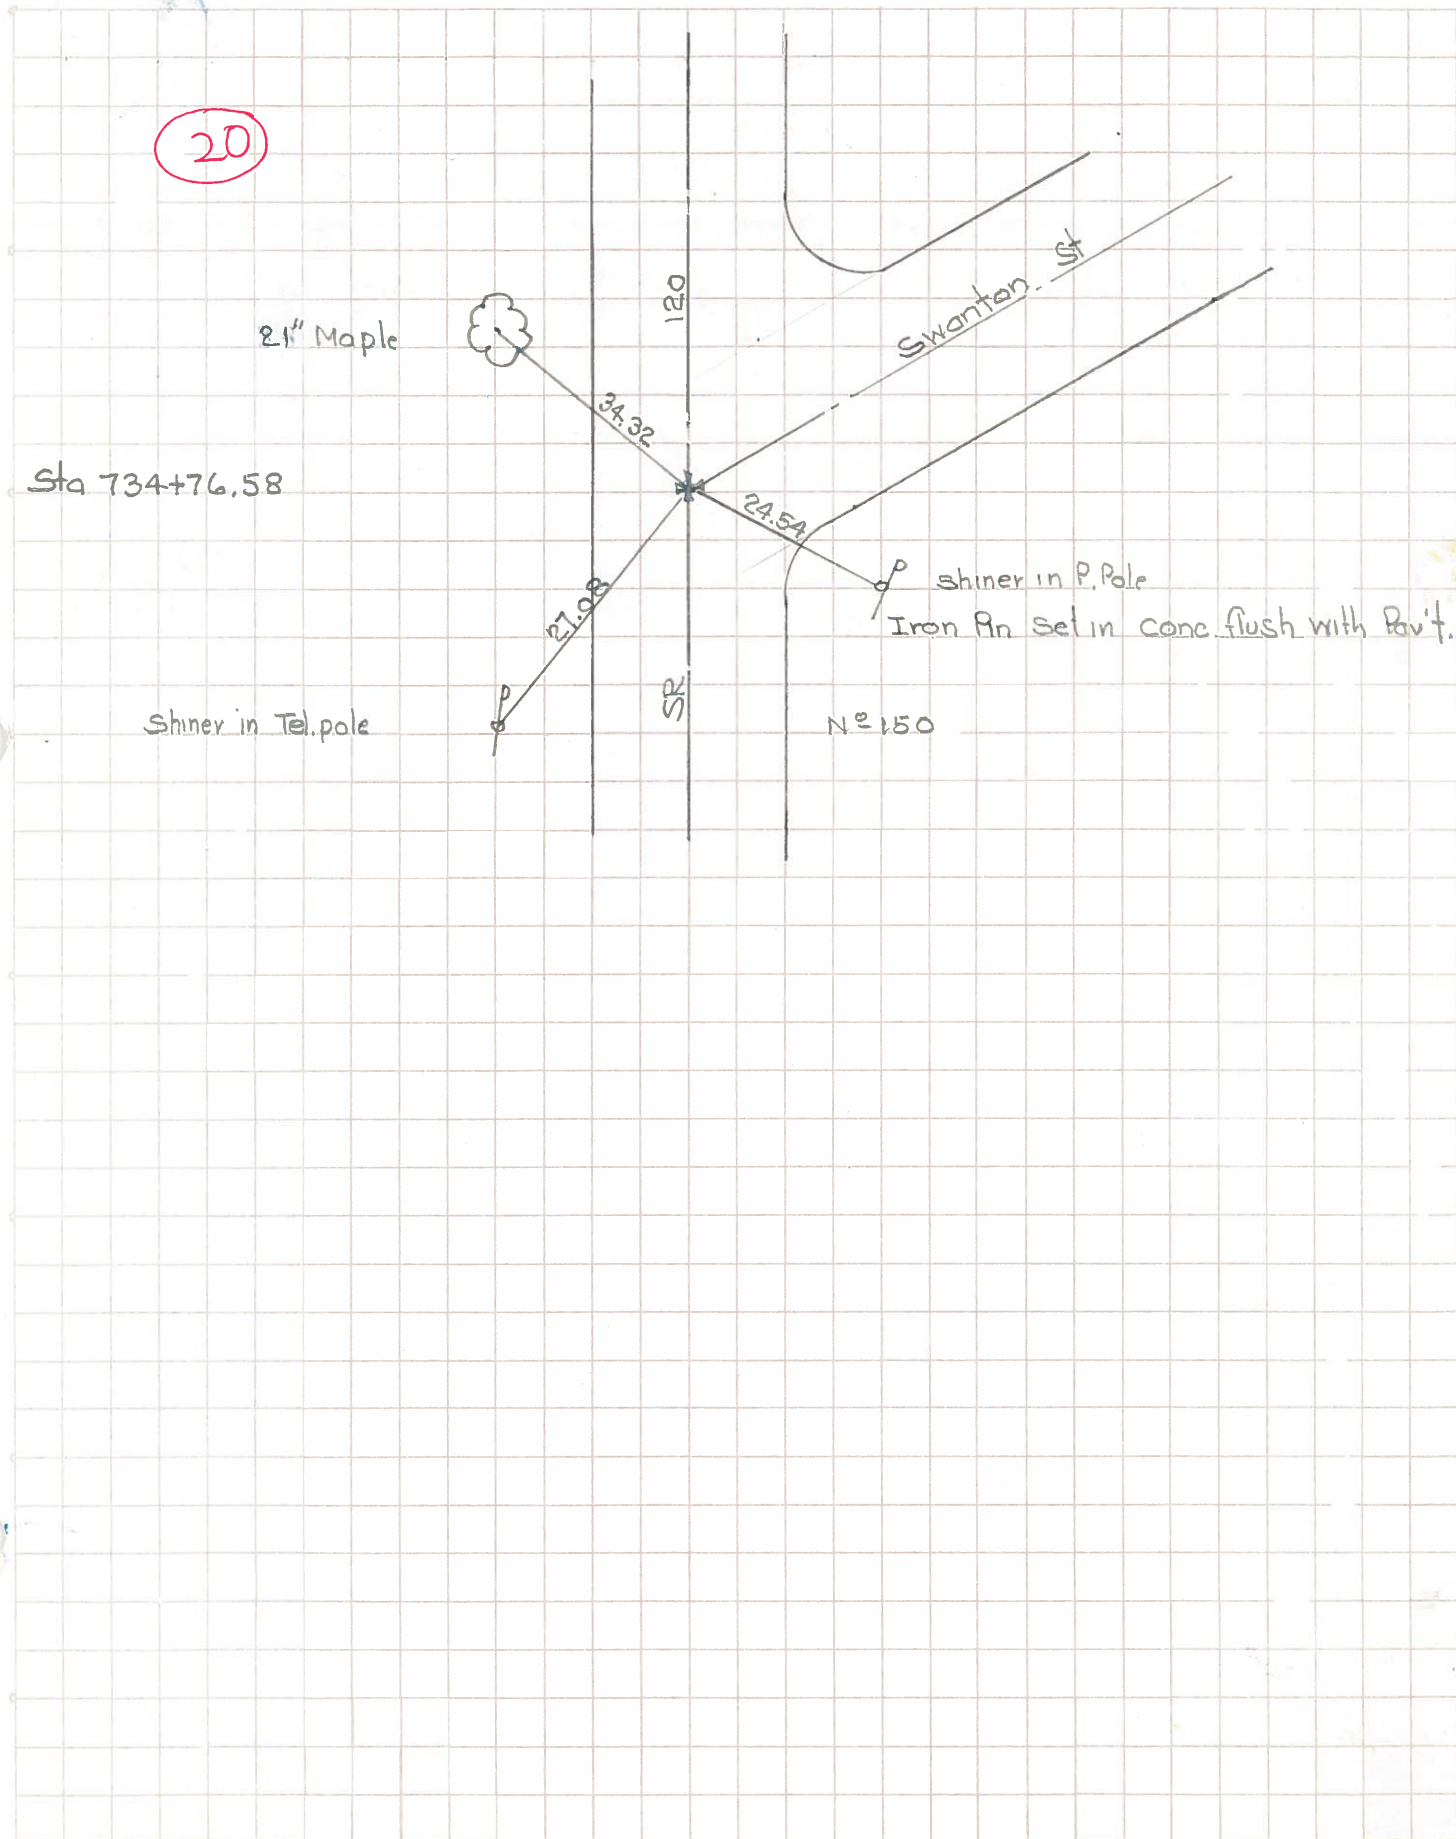 20
120
Swanton St
21" Maple
34.32
Sta 734+76.58
24.54
Shiner in P. Pole
Iron Pin Set in conc. flush with Pav't.
27.08
SR
Shiner in Tel. pole
Nº 150